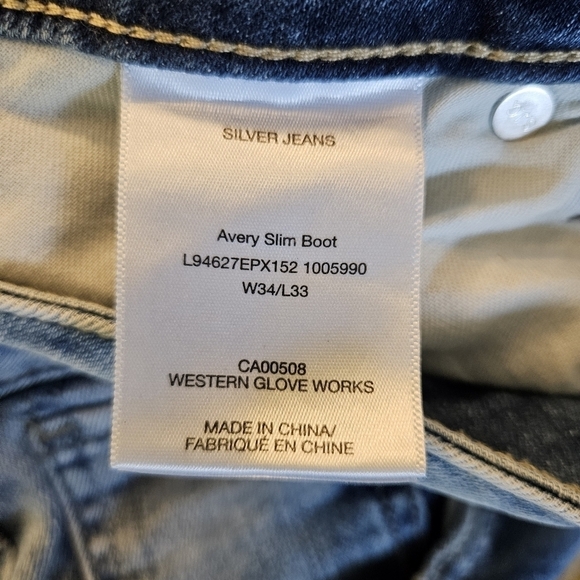 SILVER JEANS
Avery Slim Boot
L94627EPX152 1005990
W34/L33
CA00508
WESTERN GLOVE WORKS
MADE IN CHINA/
FABRIQUÉ EN CHINE